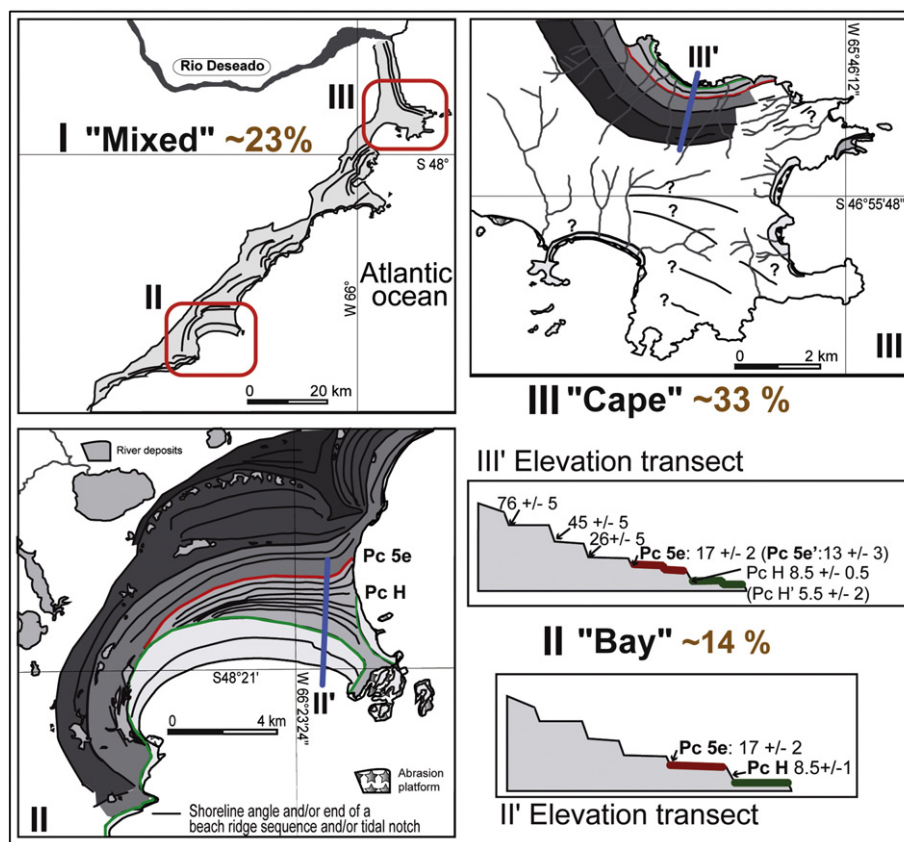 Rio Deseado
III
I "Mixed" ~23%
S 48°
Atlantic
ocean
W 66°
II
0 20 km
III'
W 65°46'12"
S 46°55'48"
?
?
?
?
?
?
?
0 2 km
III
III "Cape" ~33 %
River deposits
Pc 5e
Pc H
S48°21'
W 66°23'24"
II'
0 4 km
Abrasion
platform
II
Shoreline angle and/or end of a
beach ridge sequence and/or tidal notch
III' Elevation transect
76 +/- 5
45 +/- 5
26+/- 5
Pc 5e: 17 +/- 2 (Pc 5e':13 +/- 3)
Pc H 8.5 +/- 0.5
(Pc H' 5.5 +/- 2)
II "Bay" ~14 %
Pc 5e: 17 +/- 2
Pc H 8.5+/-1
II' Elevation transect